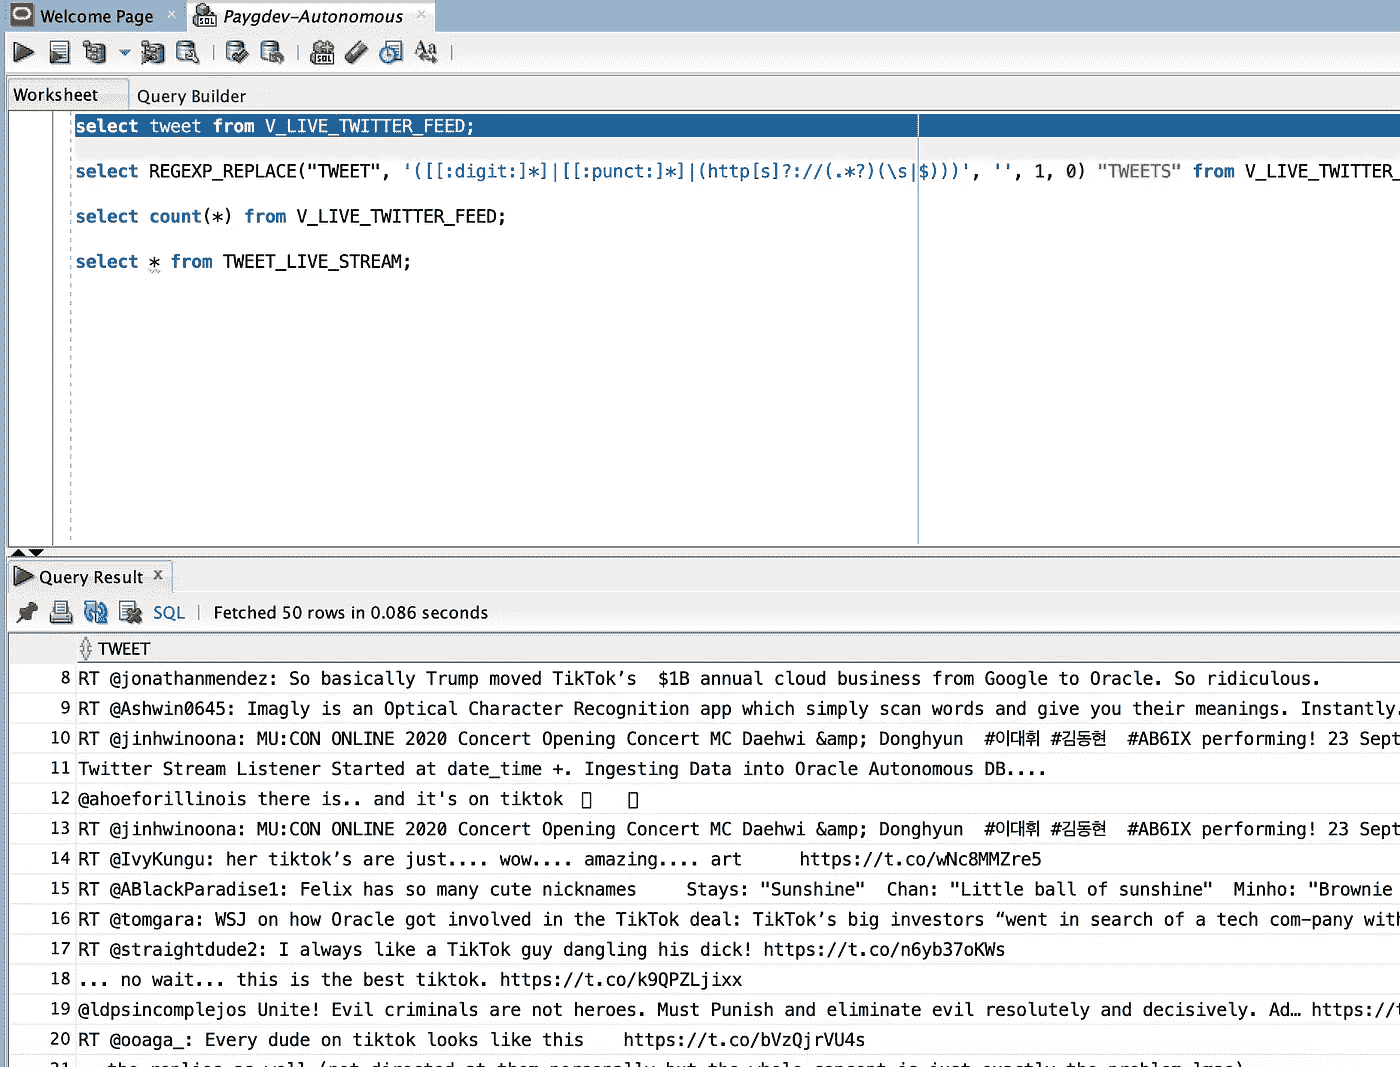 Welcome Page
Paygdev-Autonomous
Worksheet Query Builder
select tweet from V_LIVE_TWITTER_FEED;
select REGEXP_REPLACE("TWEET", '([[:digit:]*]|[[:punct:]*]|(http[s]?://(.*?)(\s|$)))', '', 1, 0) "TWEETS" from V_LIVE_TWITTER_
select count(*) from V_LIVE_TWITTER_FEED;
select * from TWEET_LIVE_STREAM;
Query Result
SQL | Fetched 50 rows in 0.086 seconds
TWEET
8 RT @jonathanmendez: So basically Trump moved TikTok’s $1B annual cloud business from Google to Oracle. So ridiculous.
9 RT @Ashwin0645: Imagly is an Optical Character Recognition app which simply scan words and give you their meanings. Instantly.
10 RT @jinhwinoona: MU:CON ONLINE 2020 Concert Opening Concert MC Daehwi &amp; Donghyun #이대휘 #김동현 #AB6IX performing! 23 Sept
11 Twitter Stream Listener Started at date_time +. Ingesting Data into Oracle Autonomous DB....
12 @ahoeforillinois there is.. and it's on tiktok
13 RT @jinhwinoona: MU:CON ONLINE 2020 Concert Opening Concert MC Daehwi &amp; Donghyun #이대휘 #김동현 #AB6IX performing! 23 Sept
14 RT @IvyKungu: her tiktok’s are just.... wow.... amazing.... art https://t.co/wNc8MMZre5
15 RT @ABlackParadise1: Felix has so many cute nicknames Stays: "Sunshine" Chan: "Little ball of sunshine" Minho: "Brownie
16 RT @tomgara: WSJ on how Oracle got involved in the TikTok deal: TikTok’s big investors “went in search of a tech com-pany with
17 RT @straightdude2: I always like a TikTok guy dangling his dick! https://t.co/n6yb37oKWs
18 ... no wait... this is the best tiktok. https://t.co/k9QPZLjixx
19 @ldpsincomplejos Unite! Evil criminals are not heroes. Must Punish and eliminate evil resolutely and decisively. Ad… https://t
20 RT @ooaga_: Every dude on tiktok looks like this https://t.co/bVzQjrVU4s